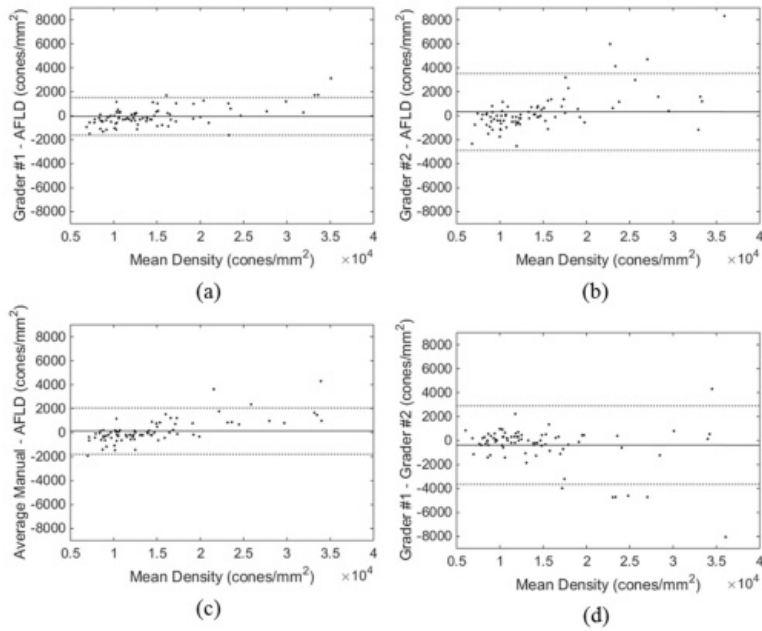 8000
6000
4000
2000
0
-2000
-4000
-6000
-8000
Grader #1 - AFLD (cones/mm²)
0.5 1 1.5 2 2.5 3 3.5 4
Mean Density (cones/mm²) ×10⁴
(a)
8000
6000
4000
2000
0
-2000
-4000
-6000
-8000
Grader #2 - AFLD (cones/mm²)
0.5 1 1.5 2 2.5 3 3.5 4
Mean Density (cones/mm²) ×10⁴
(b)
8000
6000
4000
2000
0
-2000
-4000
-6000
-8000
Average Manual - AFLD (cones/mm²)
0.5 1 1.5 2 2.5 3 3.5 4
Mean Density (cones/mm²) ×10⁴
(c)
8000
6000
4000
2000
0
-2000
-4000
-6000
-8000
Grader #1 - Grader #2 (cones/mm²)
0.5 1 1.5 2 2.5 3 3.5 4
Mean Density (cones/mm²) ×10⁴
(d)